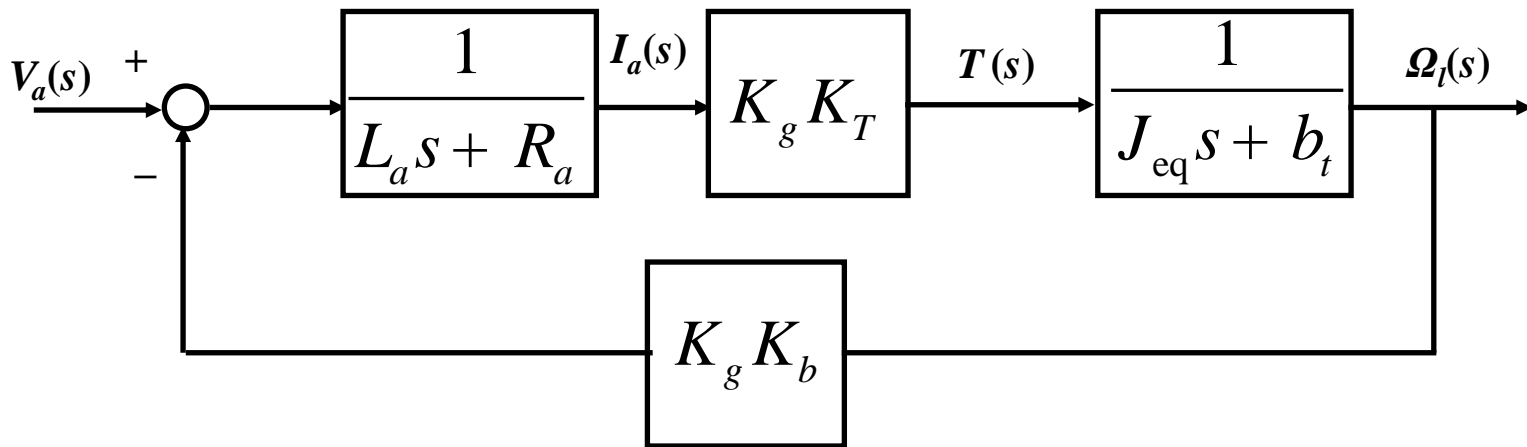 V_a(s)
+
−
1
L_a s + R_a
I_a(s)
K_g K_T
T(s)
1
J_eq s + b_t
Ω_l(s)
K_g K_b